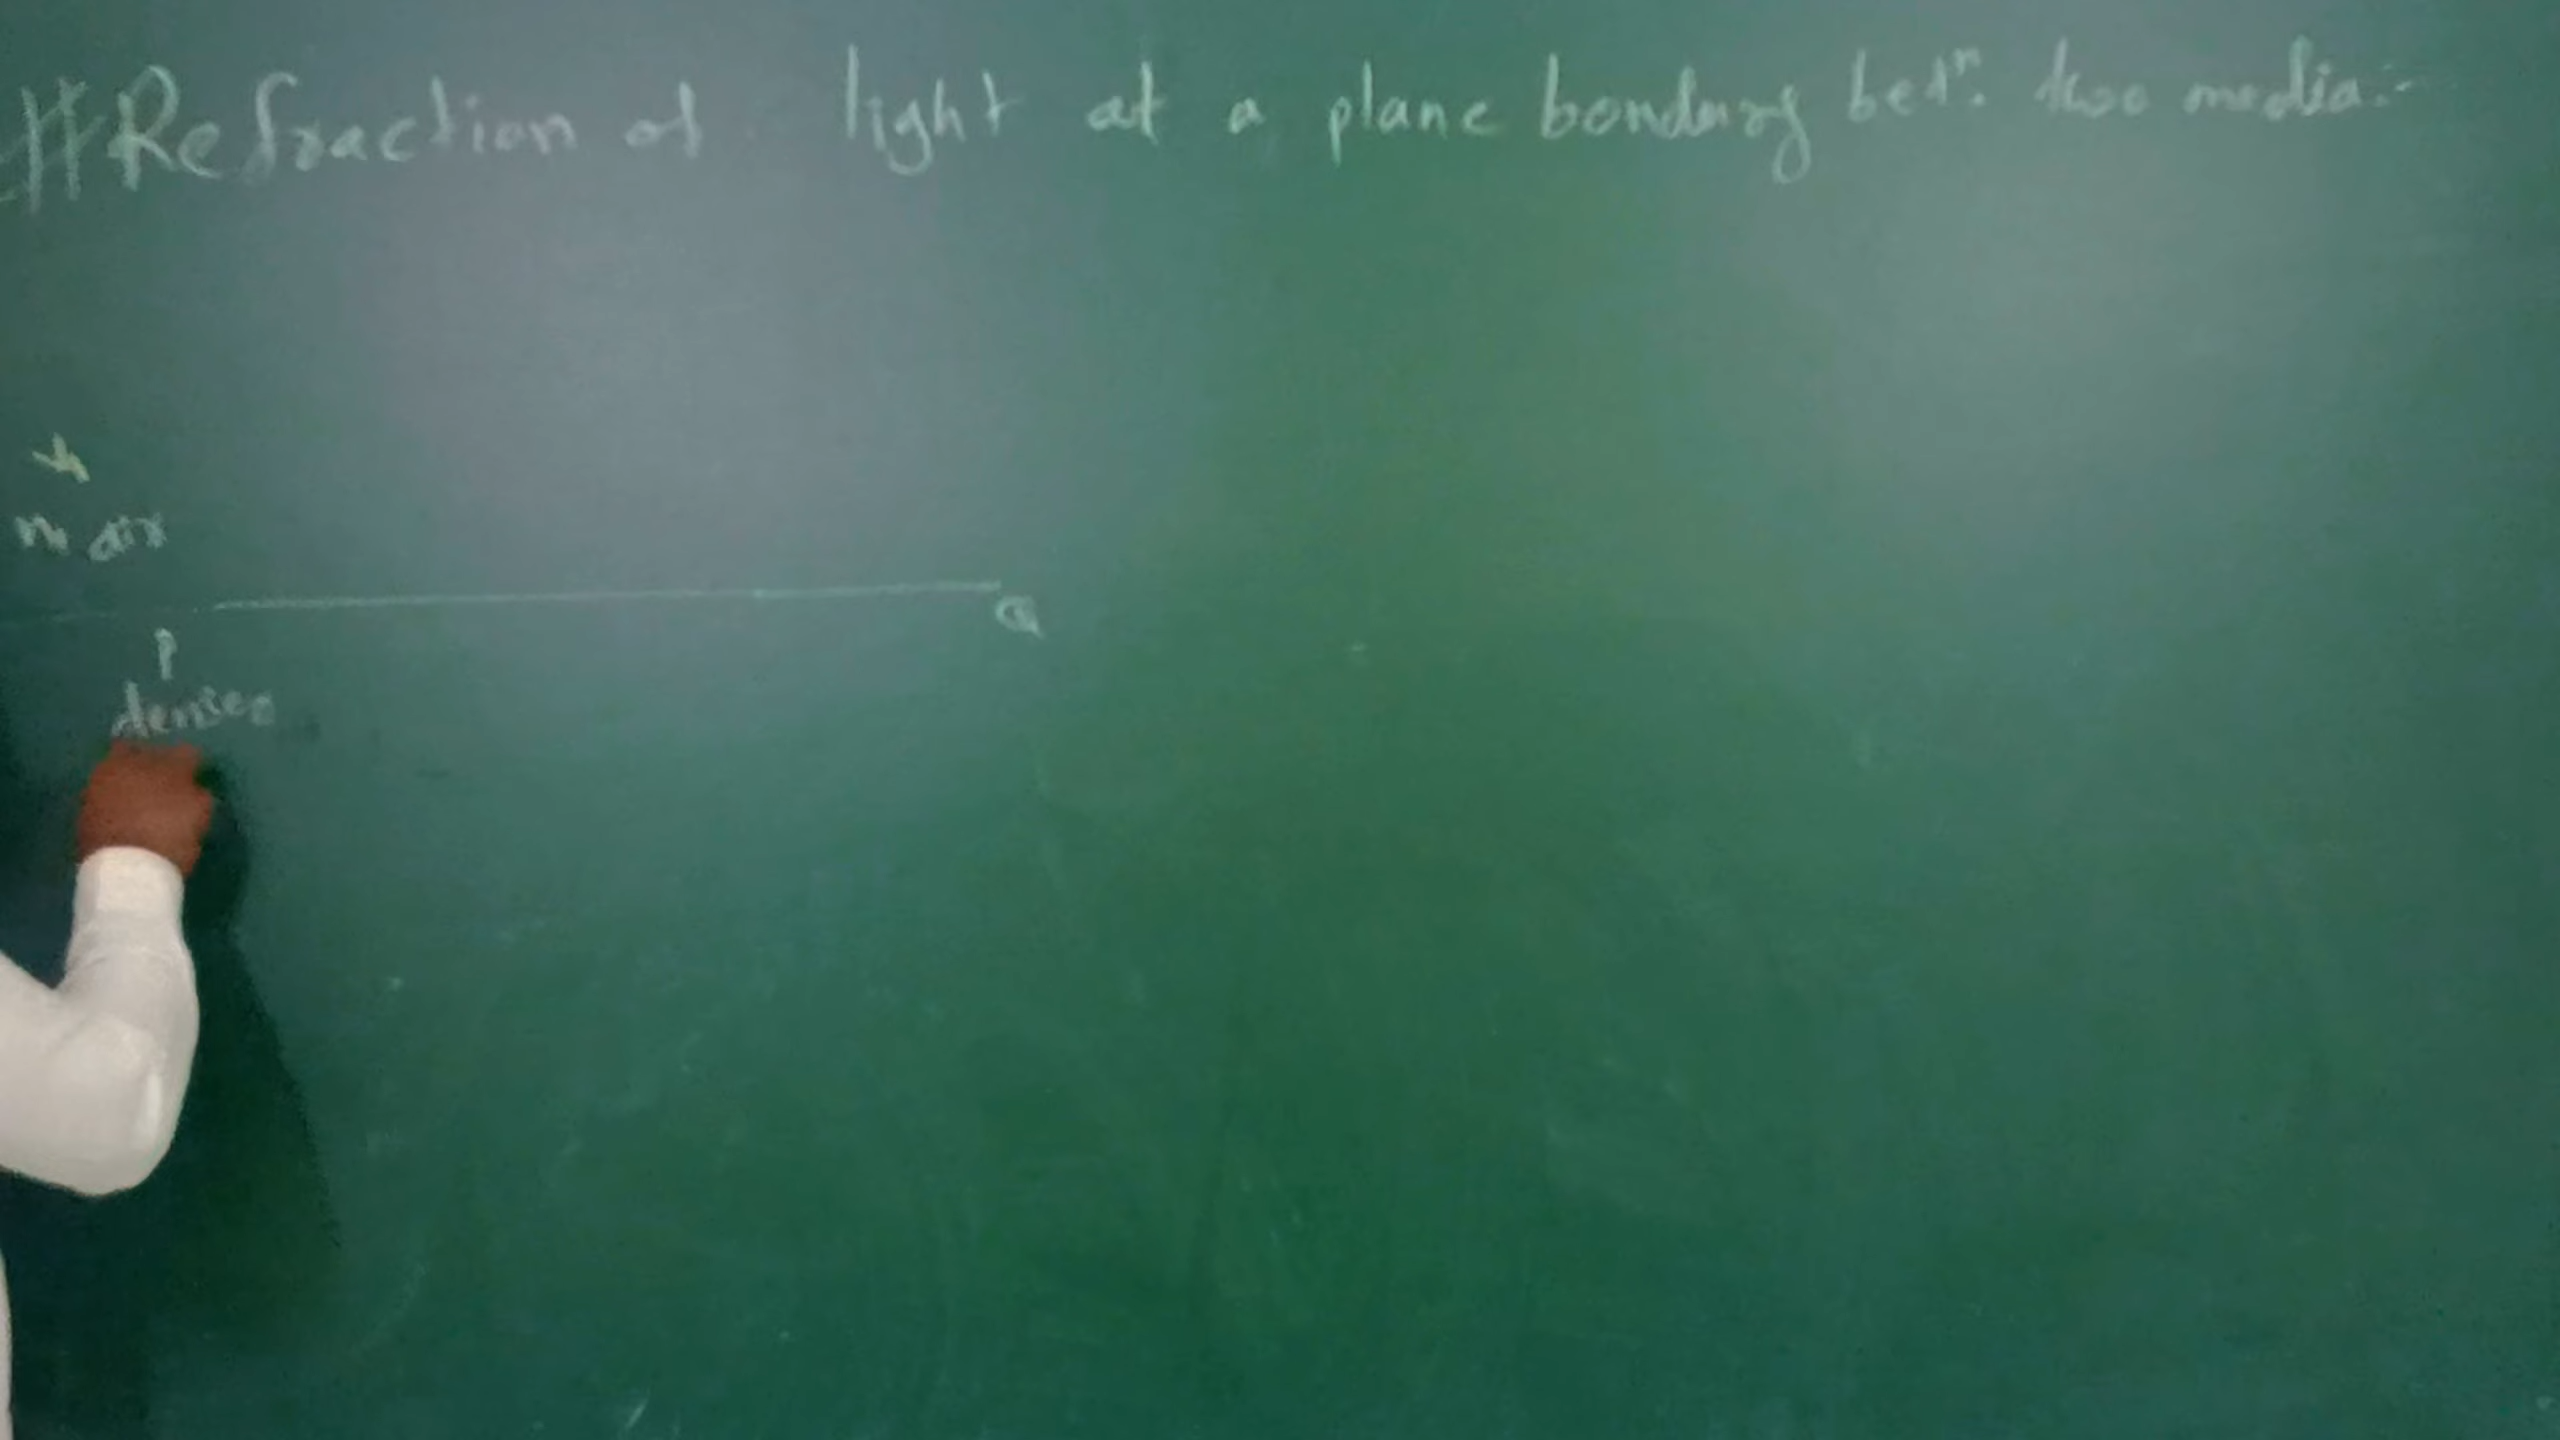 # Refraction of light at a plane bondary betⁿ. two media:-
air
Q
P
denser